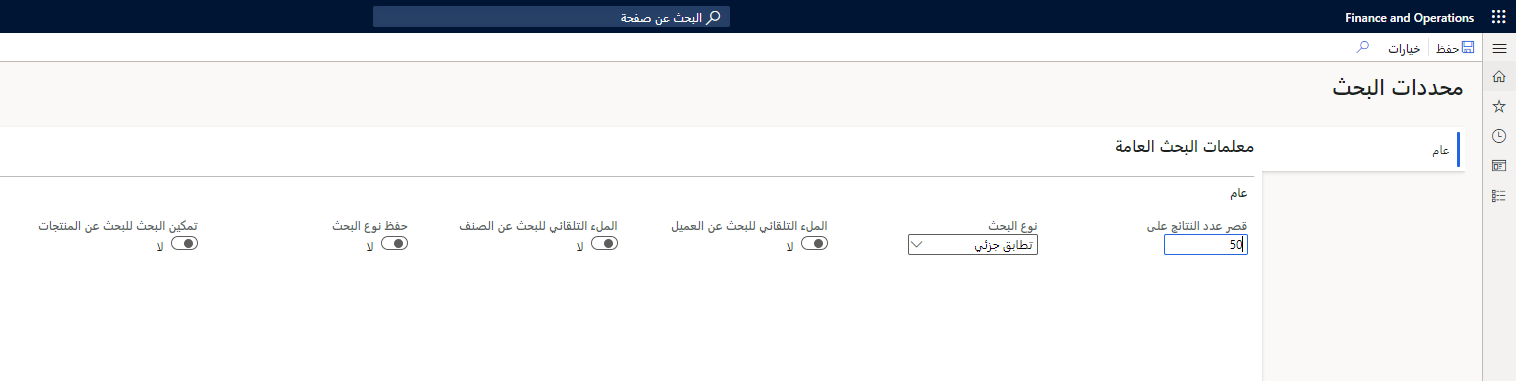 Finance and Operations
البحث عن صفحة
حفظ
خيارات
محددات البحث
عام
معلمات البحث العامة
عام
قصر عدد النتائج على
50
نوع البحث
تطابق جزئي
الملء التلقائي للبحث عن العميل
لا
الملء التلقائي للبحث عن الصنف
لا
حفظ نوع البحث
لا
تمكين البحث للبحث عن المنتجات
لا